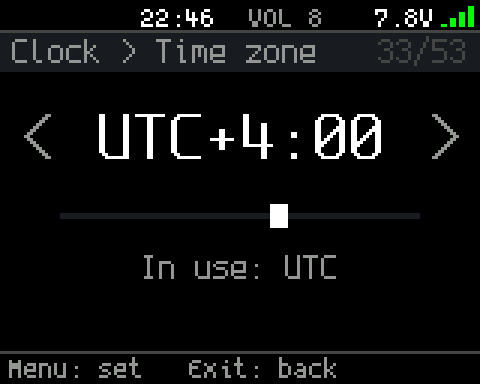 22:46 VOL 8 7.8V
Clock > Time zone 33/53
< UTC+4:00 >
In use: UTC
Menu: set Exit: back